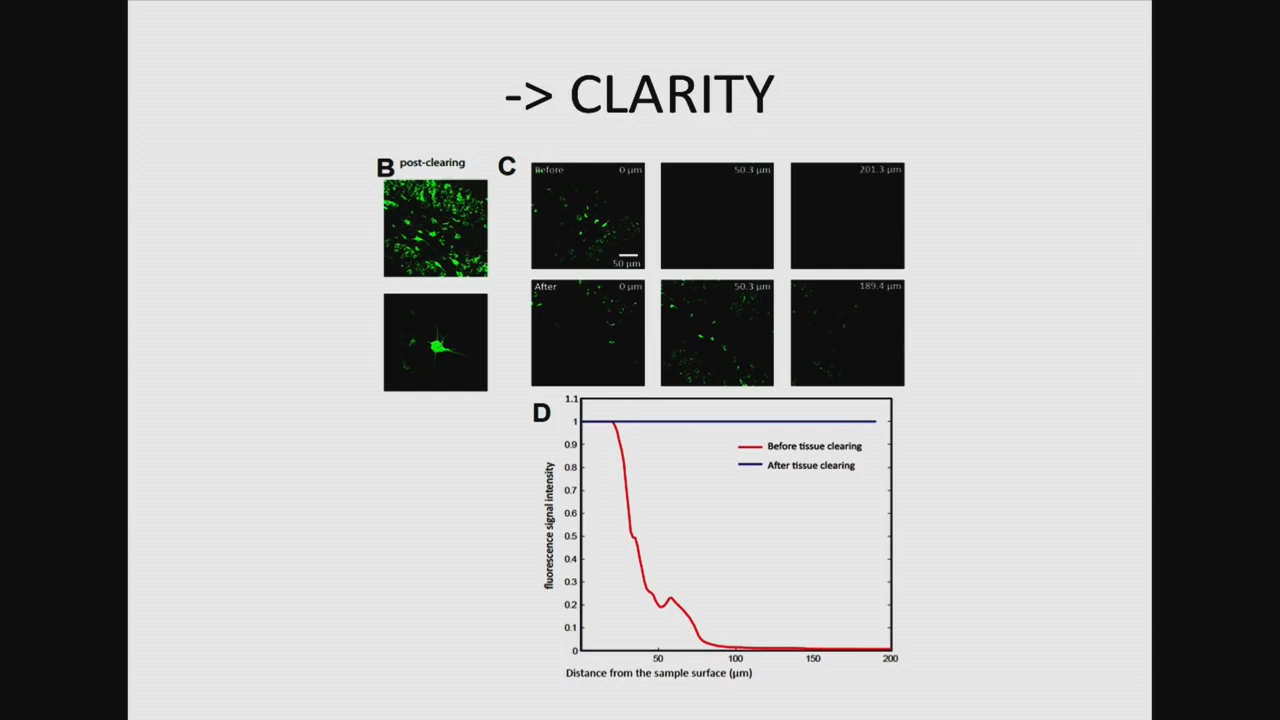 -> CLARITY
B post-clearing
C
Before 0 µm
50 µm
50.3 µm
201.3 µm
After 0 µm
50.3 µm
189.4 µm
D
1.1
1
0.9
0.8
0.7
0.6
0.5
0.4
0.3
0.2
0.1
0
fluorescence signal intensity
Before tissue clearing
After tissue clearing
50 100 150 200
Distance from the sample surface (µm)